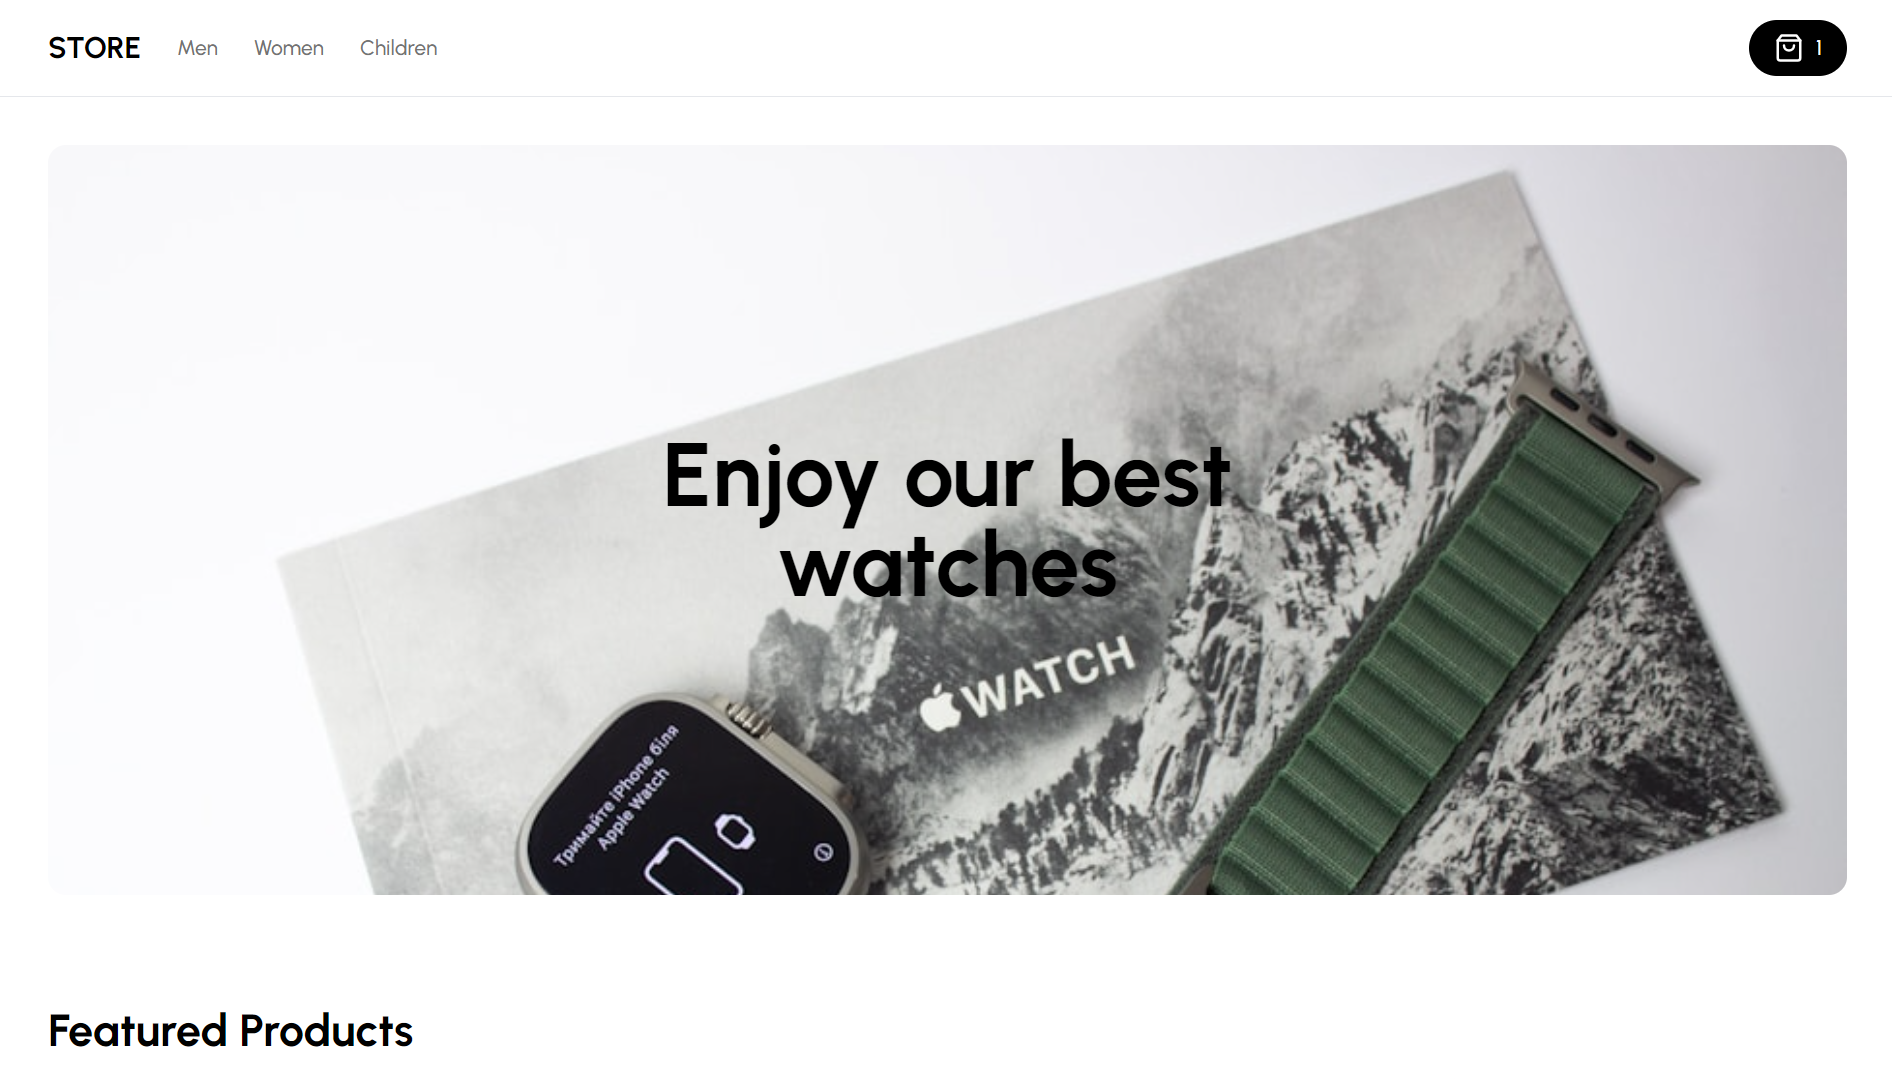 STORE
Men
Women
Children
1
Enjoy our best
watches
WATCH
Тримайте iPhone біля
Apple Watch
Featured Products